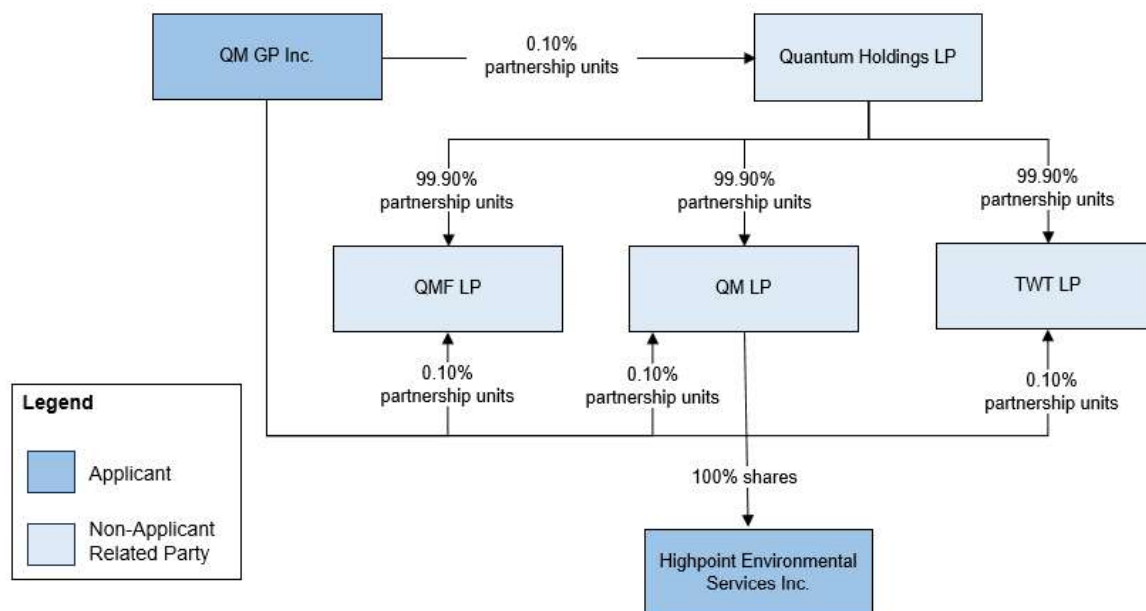 QM GP Inc.
0.10%
partnership units
Quantum Holdings LP
99.90%
partnership units
99.90%
partnership units
99.90%
partnership units
QMF LP
QM LP
TWT LP
0.10%
partnership units
0.10%
partnership units
0.10%
partnership units
Legend
Applicant
Non-Applicant
Related Party
100% shares
Highpoint Environmental
Services Inc.